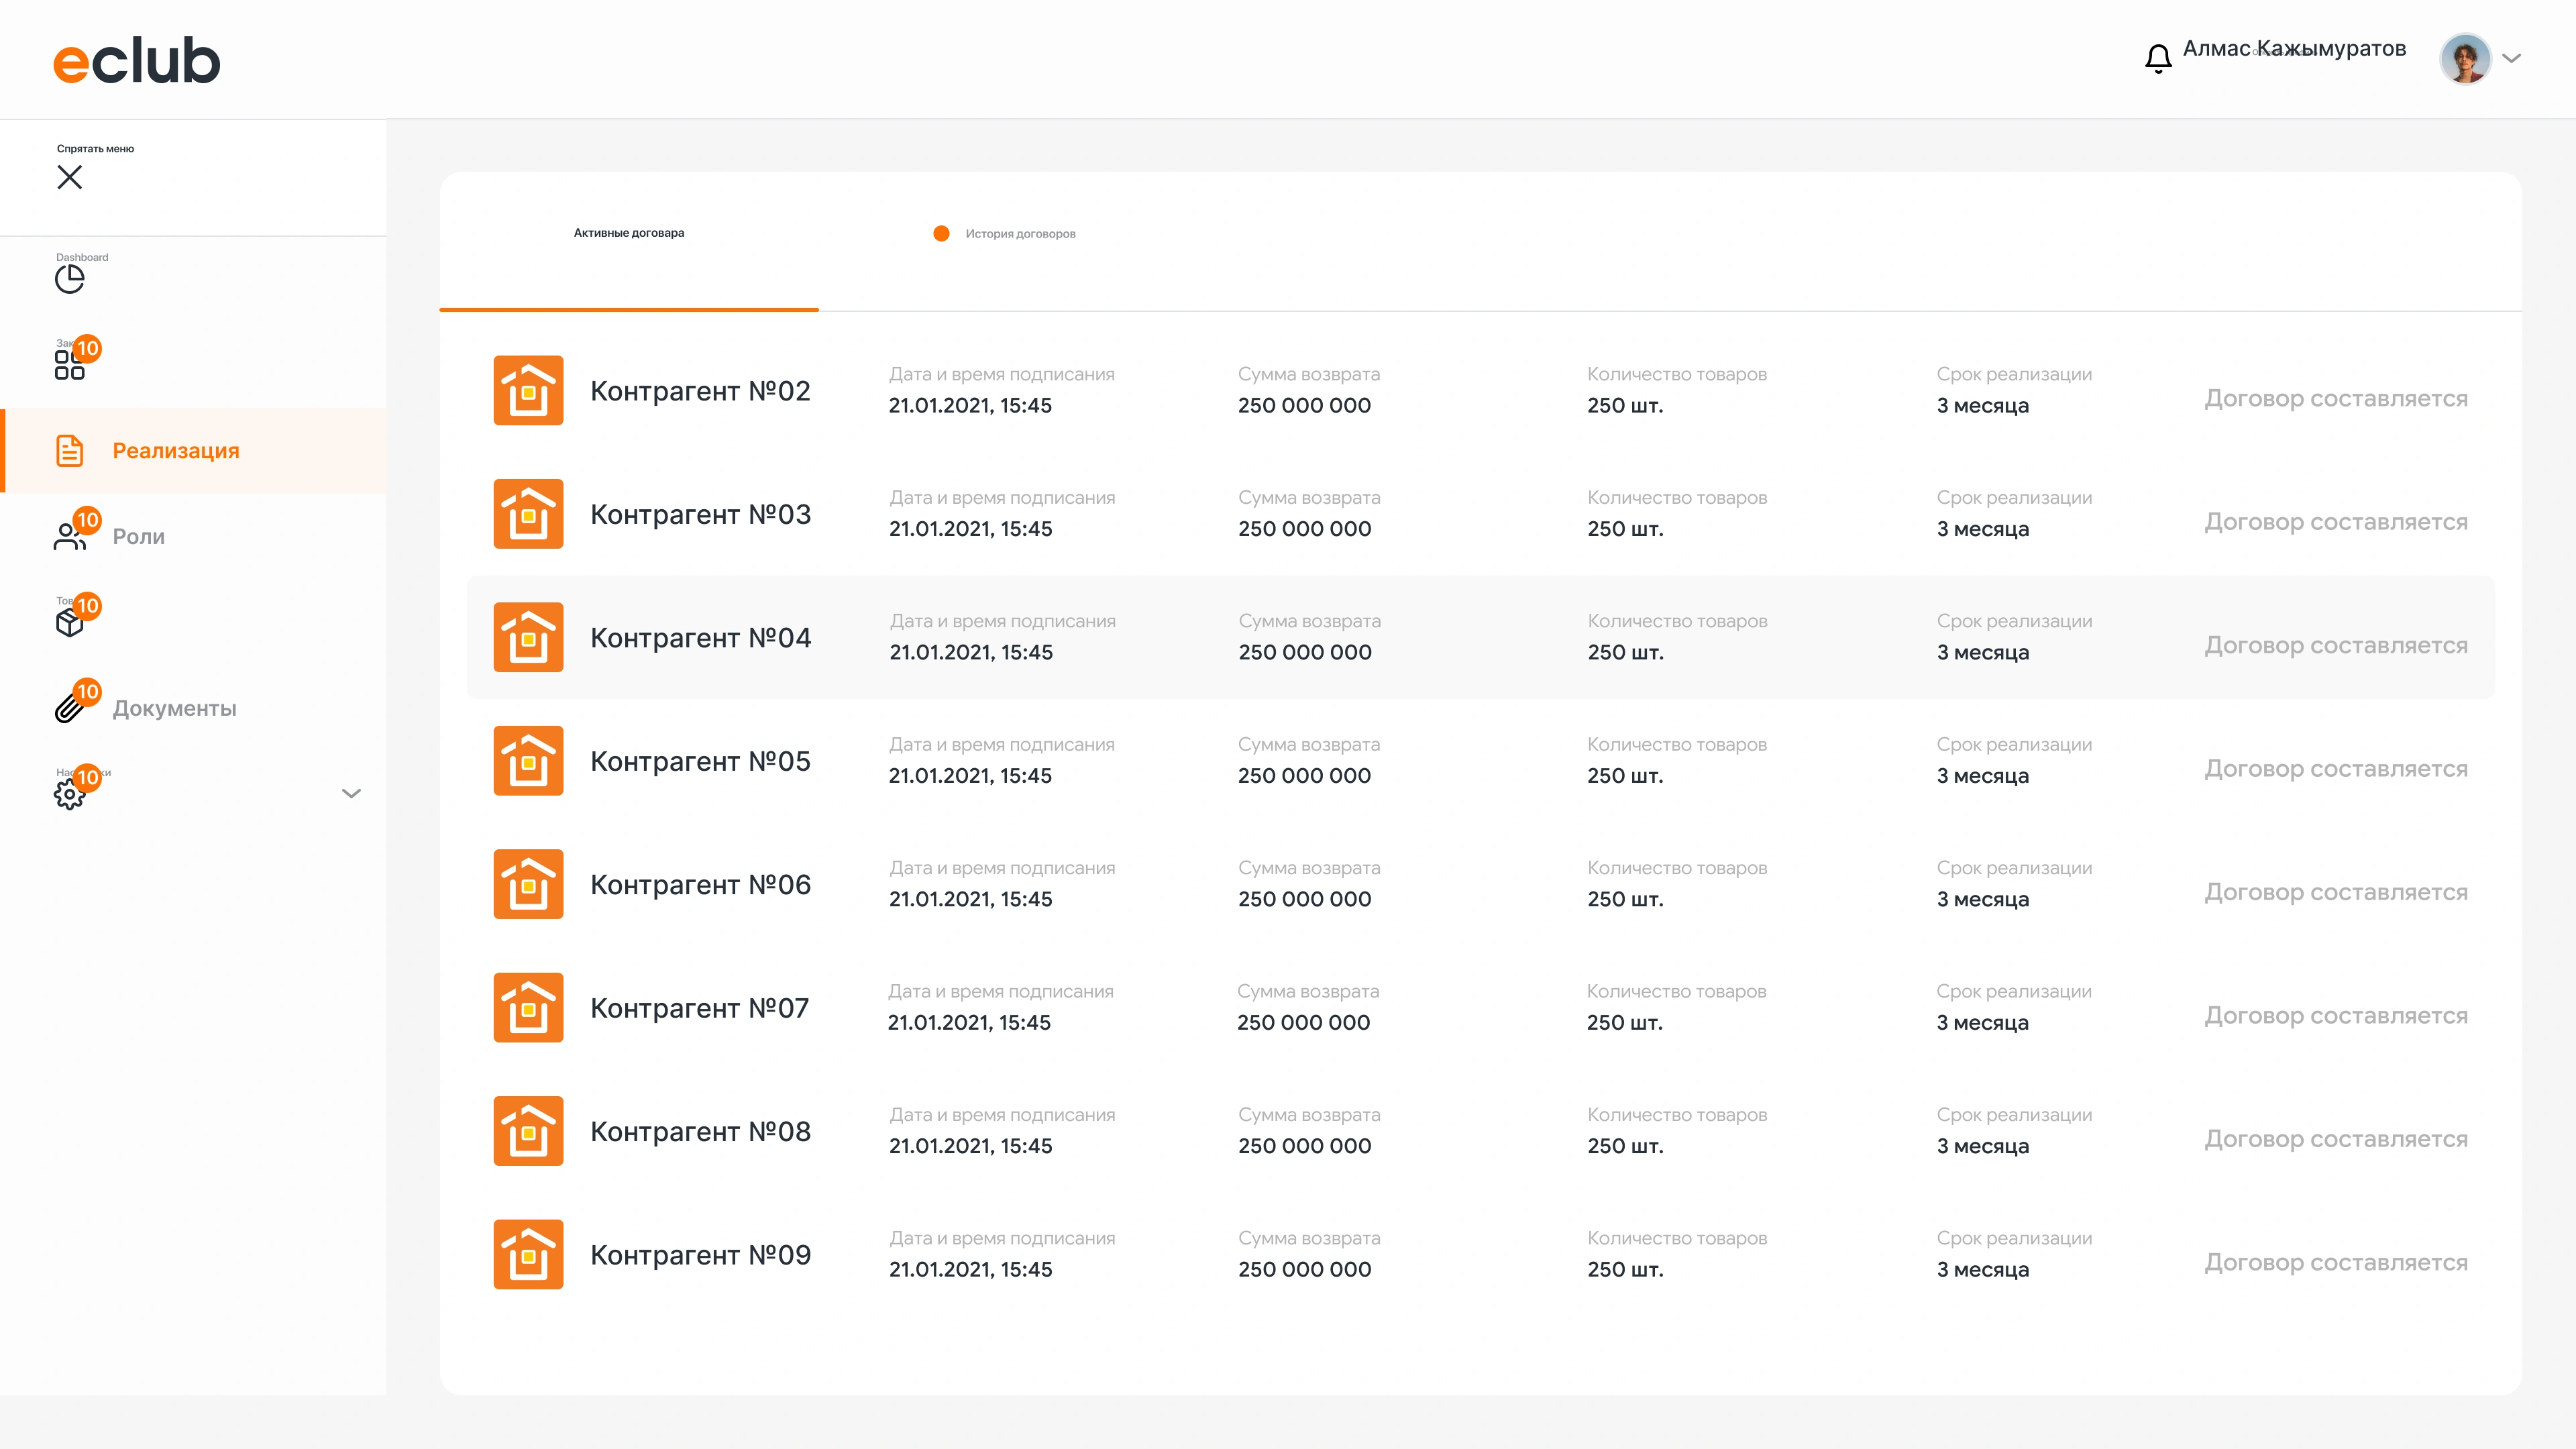 eclub
Алмас Кажымуратов
Спрятать меню
Dashboard
10
Реализация
10
Роли
10
10
Документы
10
Активные договара
История договоров
Контрагент №02
Дата и время подписания
21.01.2021, 15:45
Сумма возврата
250 000 000
Количество товаров
250 шт.
Срок реализации
3 месяца
Договор составляется
Контрагент №03
Дата и время подписания
21.01.2021, 15:45
Сумма возврата
250 000 000
Количество товаров
250 шт.
Срок реализации
3 месяца
Договор составляется
Контрагент №04
Дата и время подписания
21.01.2021, 15:45
Сумма возврата
250 000 000
Количество товаров
250 шт.
Срок реализации
3 месяца
Договор составляется
Контрагент №05
Дата и время подписания
21.01.2021, 15:45
Сумма возврата
250 000 000
Количество товаров
250 шт.
Срок реализации
3 месяца
Договор составляется
Контрагент №06
Дата и время подписания
21.01.2021, 15:45
Сумма возврата
250 000 000
Количество товаров
250 шт.
Срок реализации
3 месяца
Договор составляется
Контрагент №07
Дата и время подписания
21.01.2021, 15:45
Сумма возврата
250 000 000
Количество товаров
250 шт.
Срок реализации
3 месяца
Договор составляется
Контрагент №08
Дата и время подписания
21.01.2021, 15:45
Сумма возврата
250 000 000
Количество товаров
250 шт.
Срок реализации
3 месяца
Договор составляется
Контрагент №09
Дата и время подписания
21.01.2021, 15:45
Сумма возврата
250 000 000
Количество товаров
250 шт.
Срок реализации
3 месяца
Договор составляется